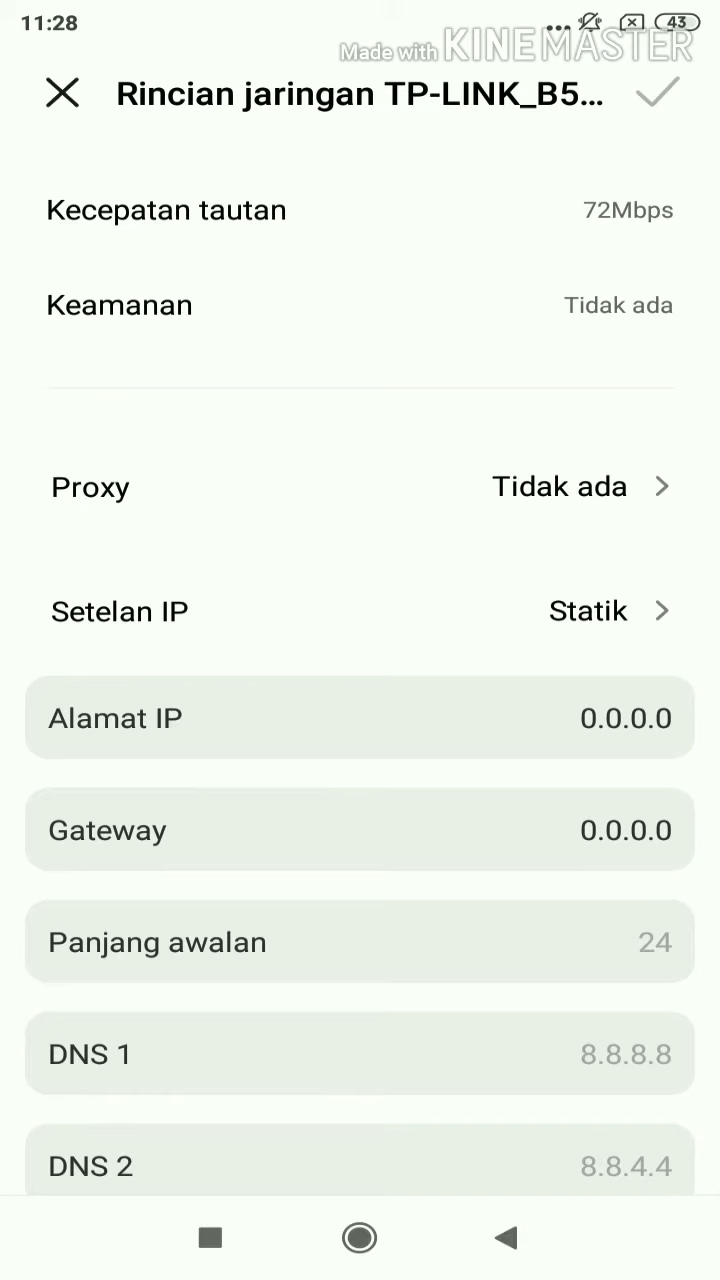 11:28
43
Made with KINEMASTER
Rincian jaringan TP-LINK_B5...
Kecepatan tautan 72Mbps
Keamanan Tidak ada
Proxy Tidak ada
Setelan IP Statik
Alamat IP 0.0.0.0
Gateway 0.0.0.0
Panjang awalan 24
DNS 1 8.8.8.8
DNS 2 8.8.4.4